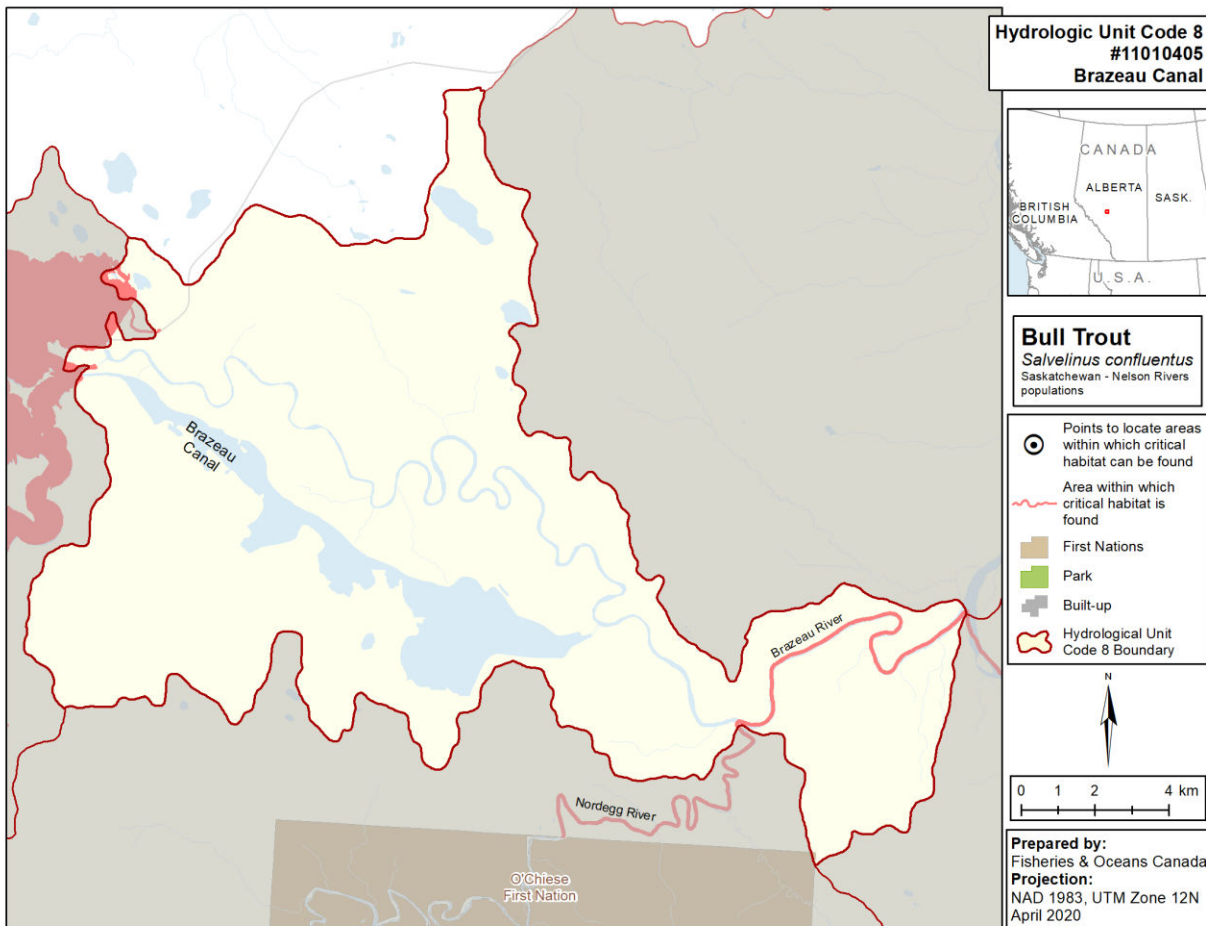 Hydrologic Unit Code 8
#11010405
Brazeau Canal
CANADA
ALBERTA
SASK.
BRITISH
COLUMBIA
U.S.A.
Bull Trout
Salvelinus confluentus
Saskatchewan - Nelson Rivers
populations
Points to locate areas
within which critical
habitat can be found
Area within which
critical habitat is
found
First Nations
Park
Built-up
Hydrological Unit
Code 8 Boundary
N
0 1 2 4 km
Prepared by:
Fisheries & Oceans Canada
Projection:
NAD 1983, UTM Zone 12N
April 2020
Brazeau
Canal
Brazeau River
Nordegg River
O'Chiese
First Nation